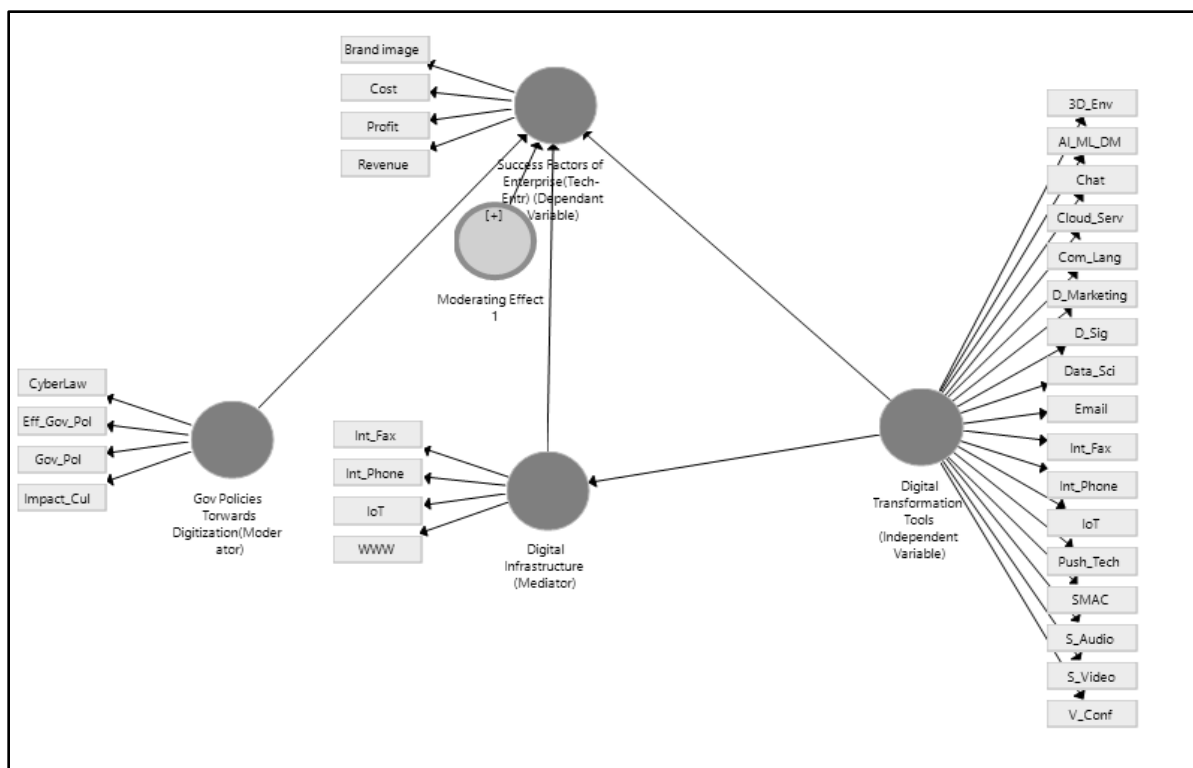 Brand image
Cost
Profit
Revenue
Success Factors of
Enterprise(Tech-
Entr) (Dependant
Variable)
[+]
Moderating Effect
1
CyberLaw
Eff_Gov_Pol
Gov_Pol
Impact_Cul
Gov Policies
Torwards
Digitization(Moder
ator)
Int_Fax
Int_Phone
IoT
WWW
Digital
Infrastructure
(Mediator)
Digital
Transformation
Tools
(Independent
Variable)
3D_Env
AI_ML_DM
Chat
Cloud_Serv
Com_Lang
D_Marketing
D_Sig
Data_Sci
Email
Int_Fax
Int_Phone
IoT
Push_Tech
SMAC
S_Audio
S_Video
V_Conf